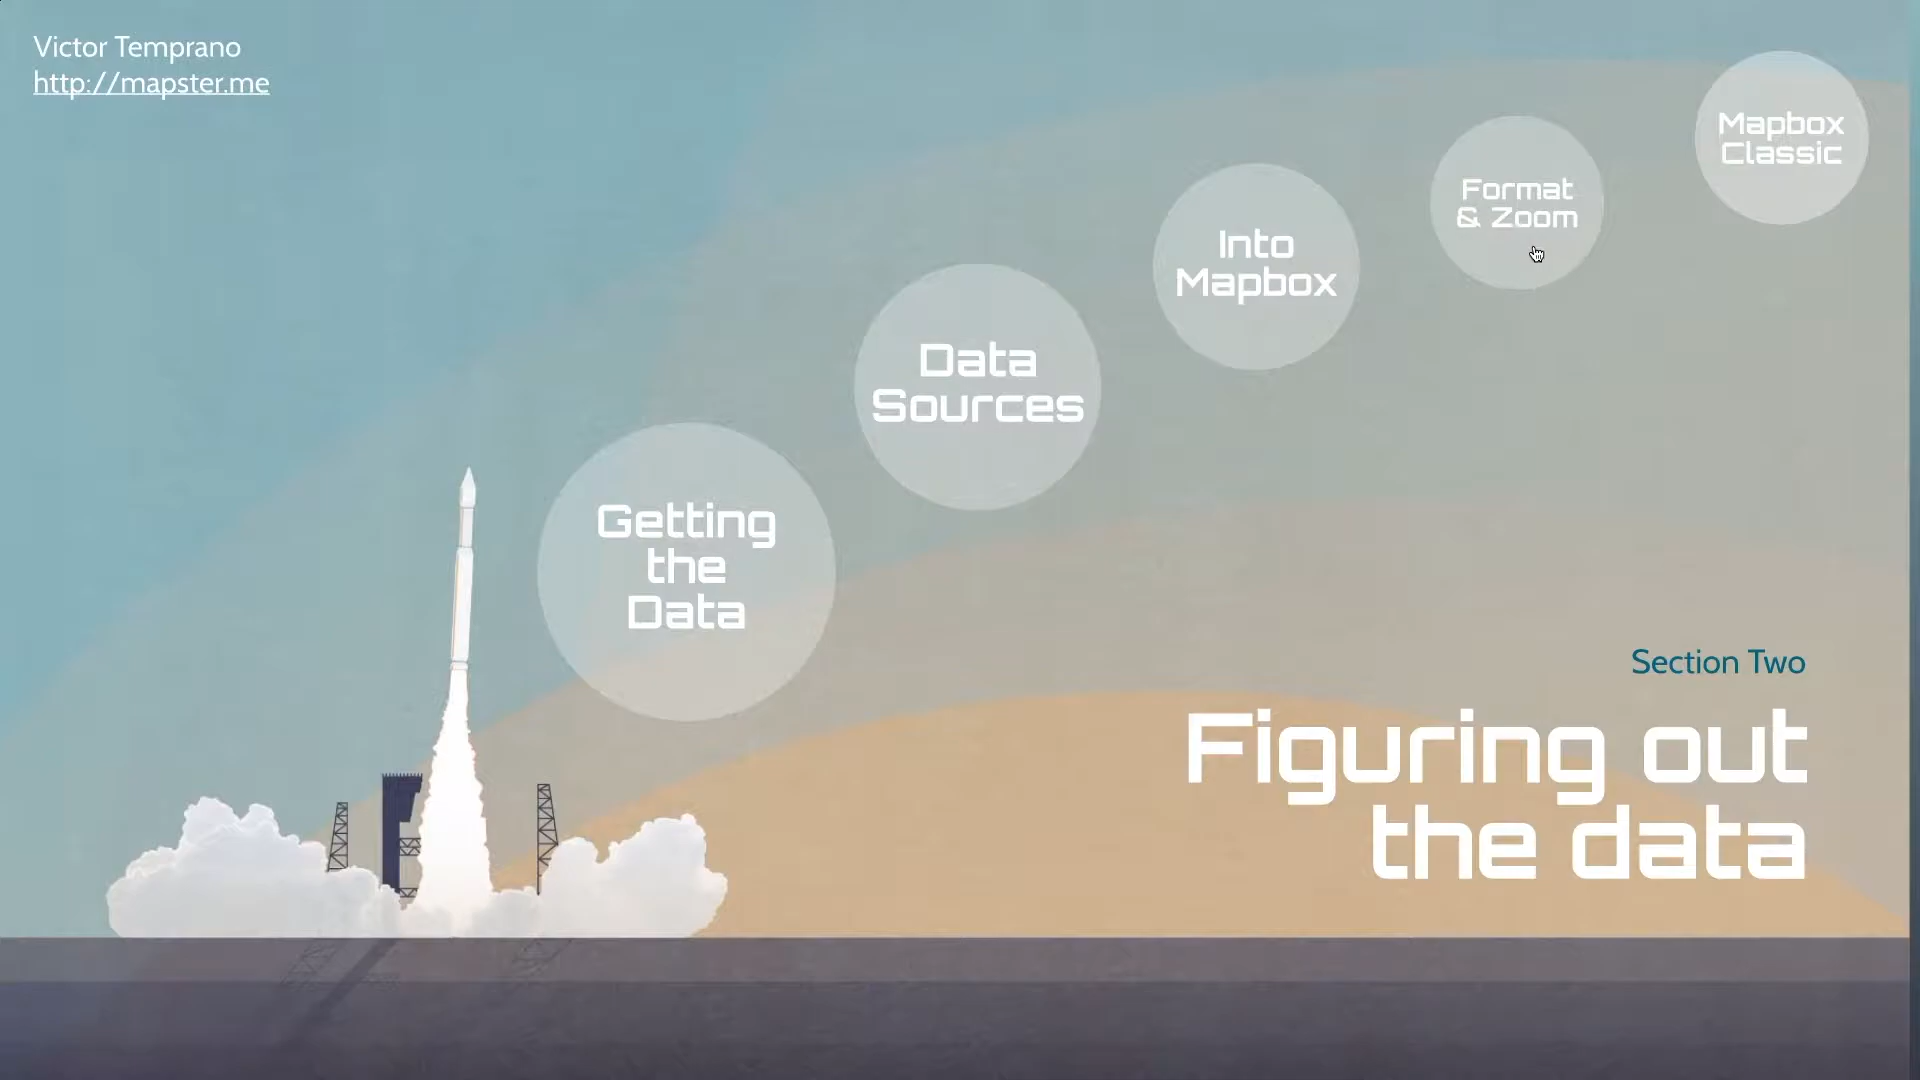 Victor Temprano
http://mapster.me
Mapbox
Classic
Format
& Zoom
Into
Mapbox
Data
Sources
Getting
the
Data
Section Two
Figuring out
the data